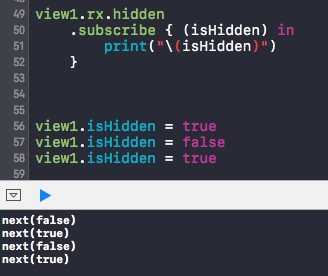 49 view1.rx.hidden
50     .subscribe { (isHidden) in
51         print("\(isHidden)")
52     }
53
54
55
56 view1.isHidden = true
57 view1.isHidden = false
58 view1.isHidden = true
59
next(false)
next(true)
next(false)
next(true)